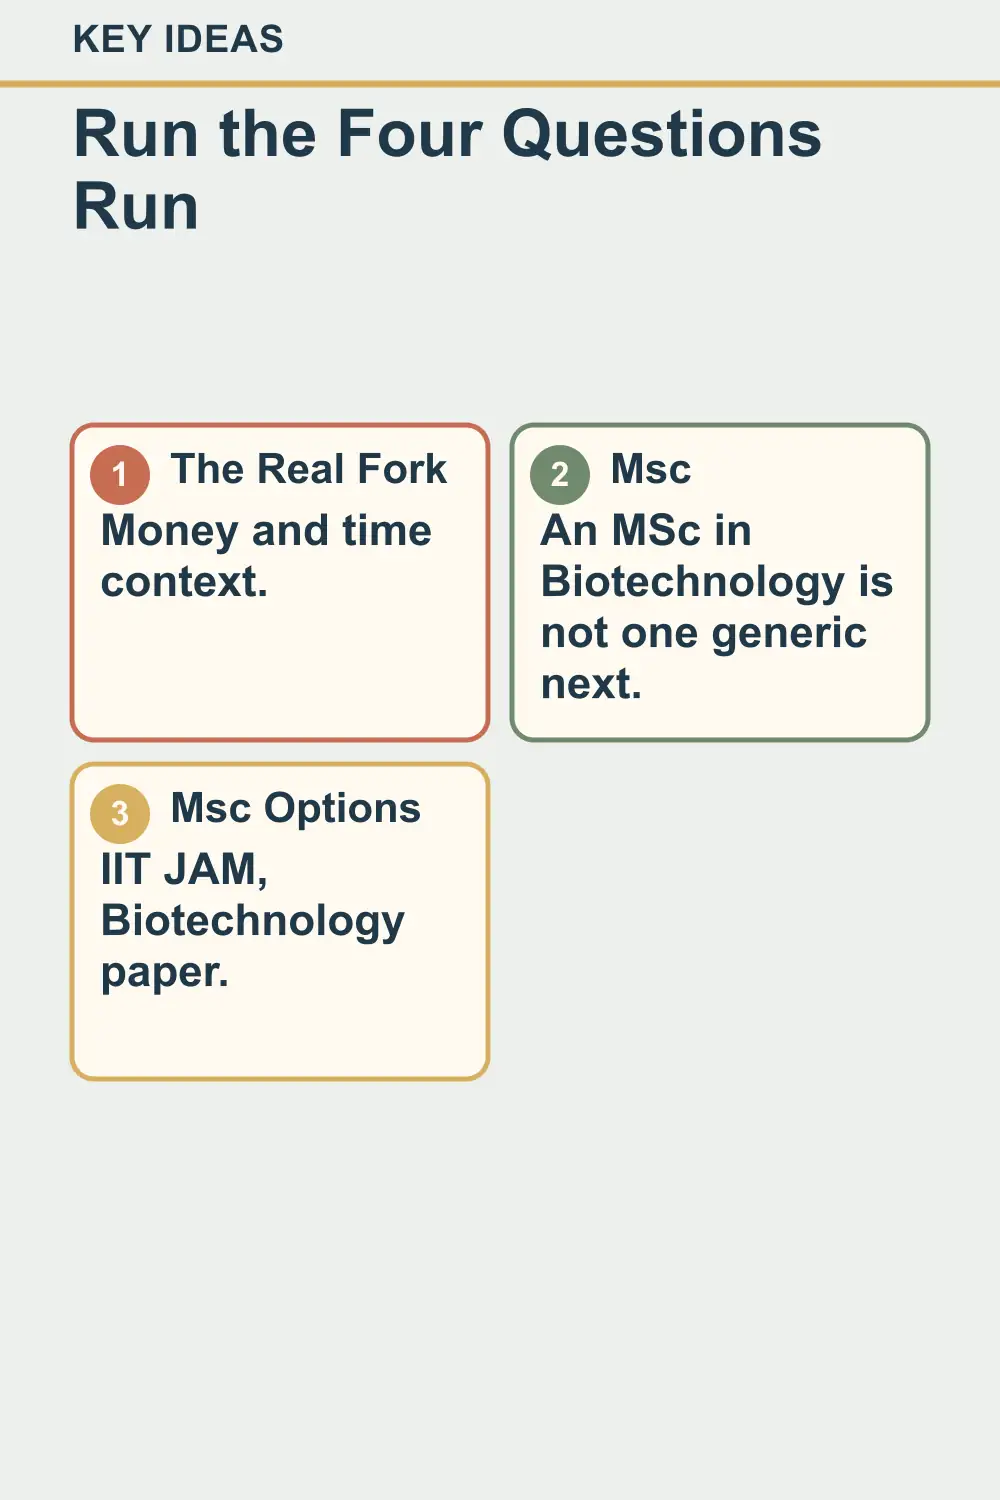 KEY IDEAS
Run the Four Questions
Run
1 The Real Fork
Money and time
context.
2 Msc
An MSc in
Biotechnology is
not one generic
next.
3 Msc Options
IIT JAM,
Biotechnology
paper.